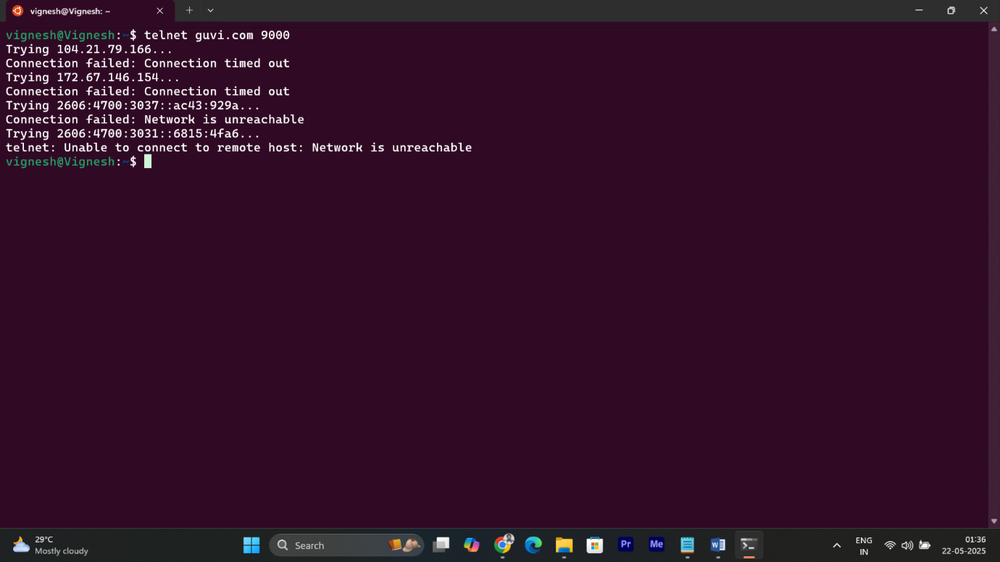 vignesh@Vignesh: ~
vignesh@Vignesh:~$ telnet guvi.com 9000
Trying 104.21.79.166...
Connection failed: Connection timed out
Trying 172.67.146.154...
Connection failed: Connection timed out
Trying 2606:4700:3037::ac43:929a...
Connection failed: Network is unreachable
Trying 2606:4700:3031::6815:4fa6...
telnet: Unable to connect to remote host: Network is unreachable
vignesh@Vignesh:~$
29°C
Mostly cloudy
Search
Pr
Me
W
ENG
IN
01:36
22-05-2025